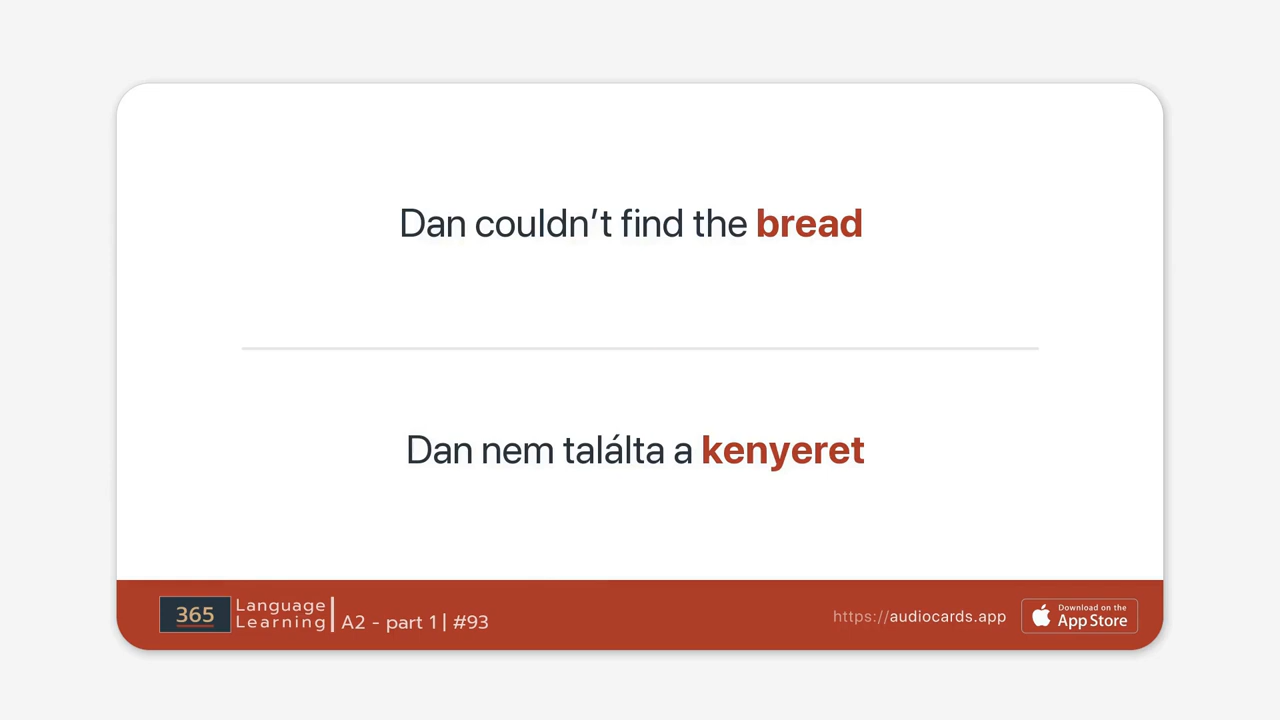 Dan couldn’t find the bread
Dan nem találta a kenyeret
365 Language Learning
A2 - part 1 | #93
https://audiocards.app
Download on the
App Store